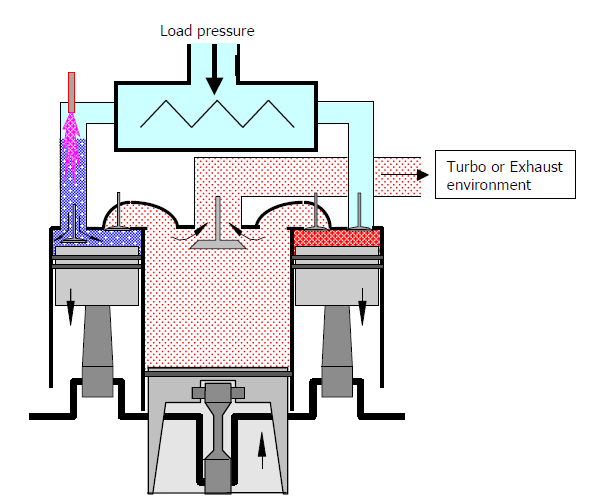 Load pressure
Turbo or Exhaust
environment